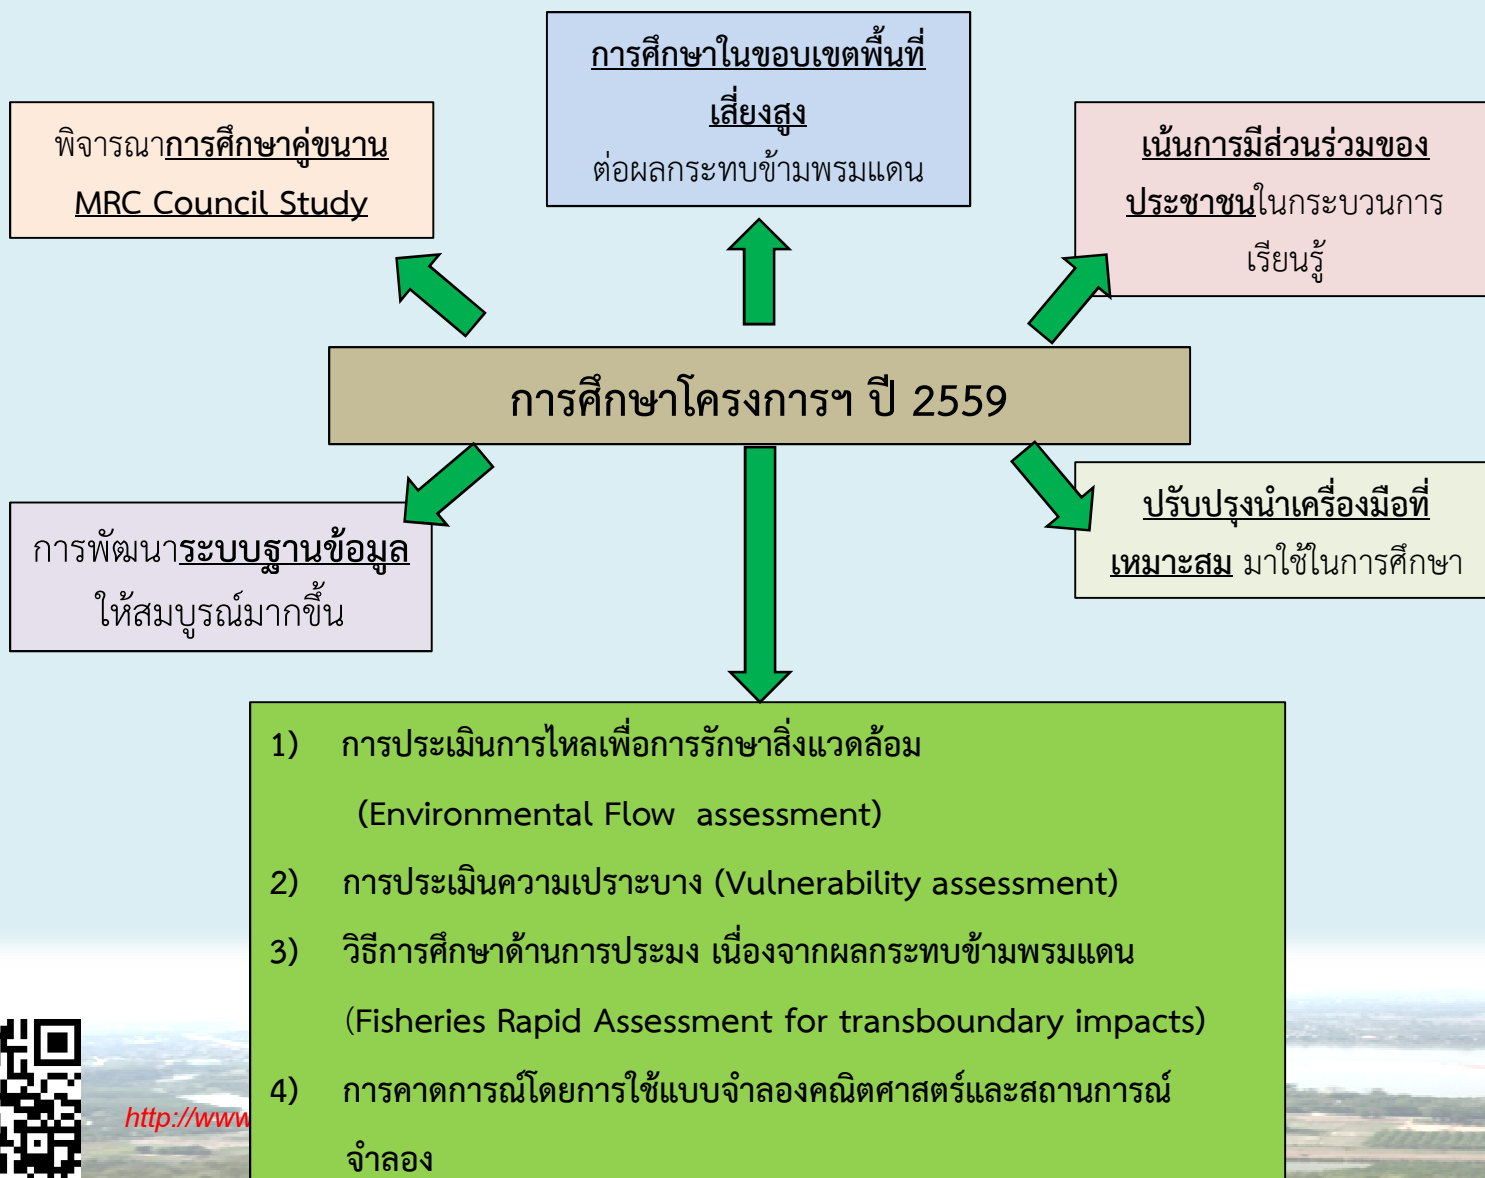 การศึกษาในขอบเขตพื้นที่
เสี่ยงสูง
ต่อผลกระทบข้ามพรมแดน
พิจารณาการศึกษาคู่ขนาน
MRC Council Study
เน้นการมีส่วนร่วมของ
ประชาชนในกระบวนการ
เรียนรู้
การศึกษาโครงการฯ ปี 2559
การพัฒนาระบบฐานข้อมูล
ให้สมบูรณ์มากขึ้น
ปรับปรุงนำเครื่องมือที่
เหมาะสม มาใช้ในการศึกษา
1) การประเมินการไหลเพื่อการรักษาสิ่งแวดล้อม
(Environmental Flow assessment)
2) การประเมินความเปราะบาง (Vulnerability assessment)
3) วิธีการศึกษาด้านการประมง เนื่องจากผลกระทบข้ามพรมแดน
(Fisheries Rapid Assessment for transboundary impacts)
4) การคาดการณ์โดยการใช้แบบจำลองคณิตศาสตร์และสถานการณ์
จำลอง
http://www